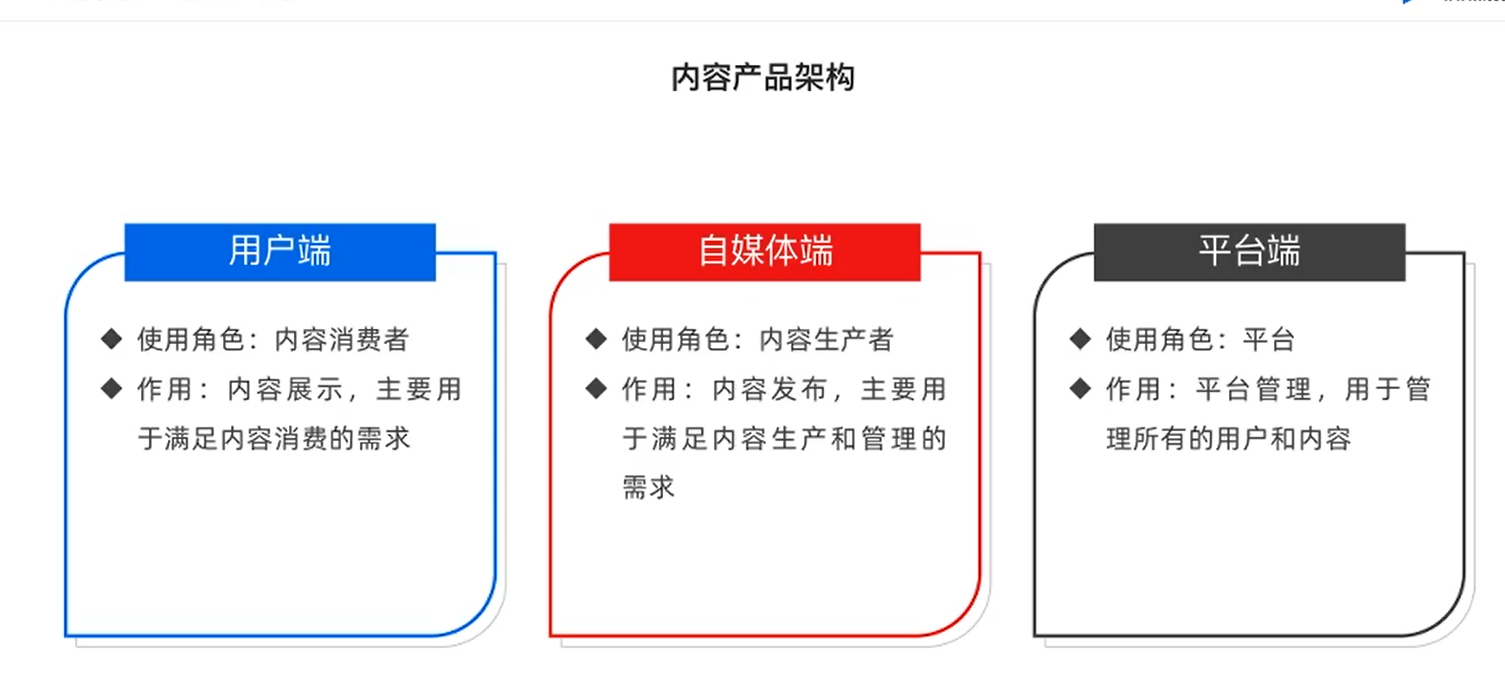 内容产品架构
用户端
◆ 使用角色：内容消费者
◆ 作用：内容展示，主要用
于满足内容消费的需求
自媒体端
◆ 使用角色：内容生产者
◆ 作用：内容发布，主要用
于满足内容生产和管理的
需求
平台端
◆ 使用角色：平台
◆ 作用：平台管理，用于管
理所有的用户和内容